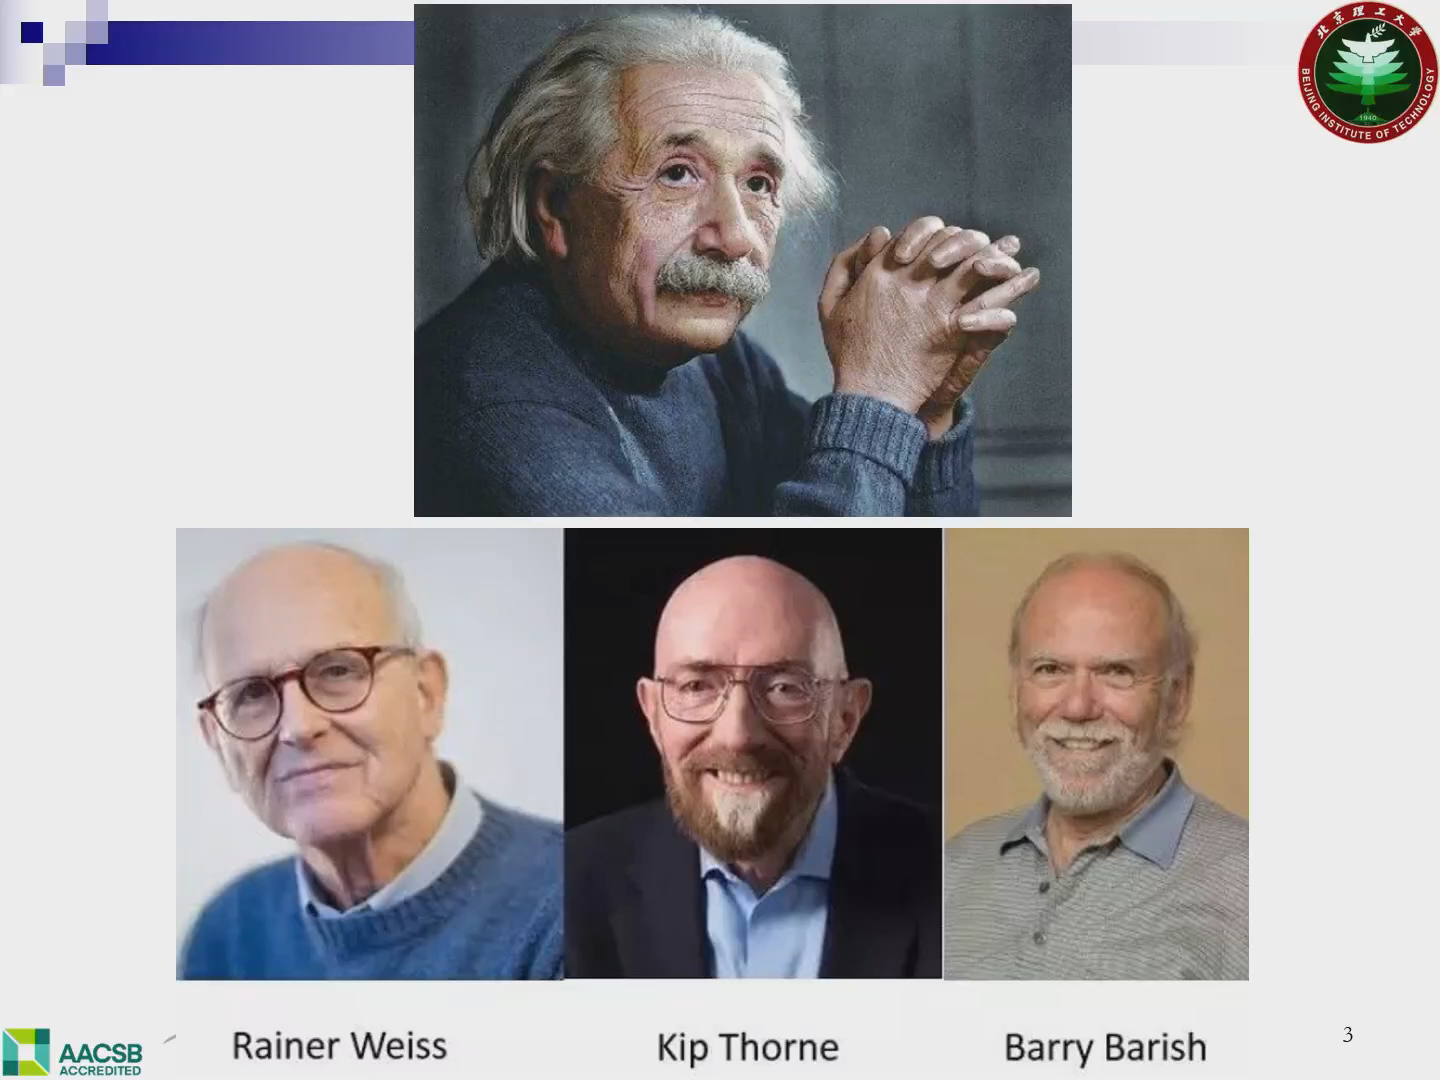 北京理工大学
BEIJING INSTITUTE OF TECHNOLOGY
1940
Rainer Weiss
Kip Thorne
Barry Barish
3
AACSB
ACCREDITED